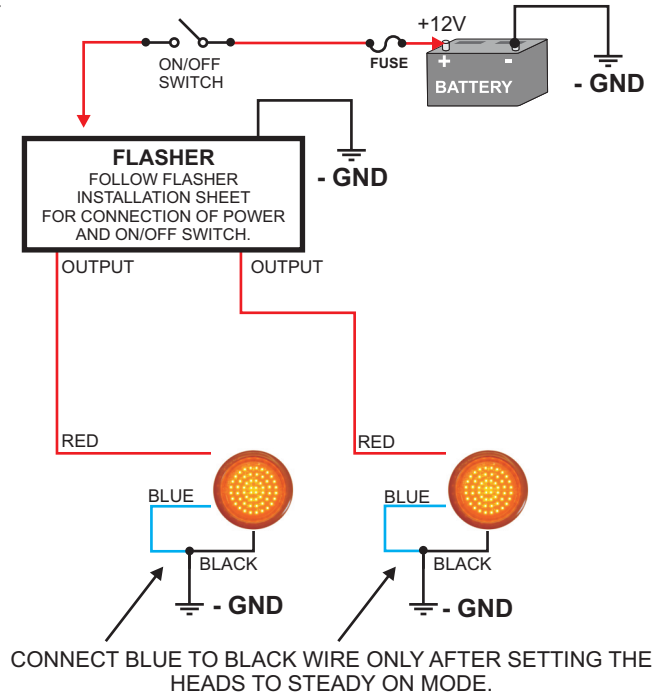 +12V
ON/OFF
SWITCH
FUSE
+ -
BATTERY
- GND
FLASHER
FOLLOW FLASHER
INSTALLATION SHEET
FOR CONNECTION OF POWER
AND ON/OFF SWITCH.
- GND
OUTPUT OUTPUT
RED RED
BLUE BLUE
BLACK BLACK
- GND - GND
CONNECT BLUE TO BLACK WIRE ONLY AFTER SETTING THE
HEADS TO STEADY ON MODE.